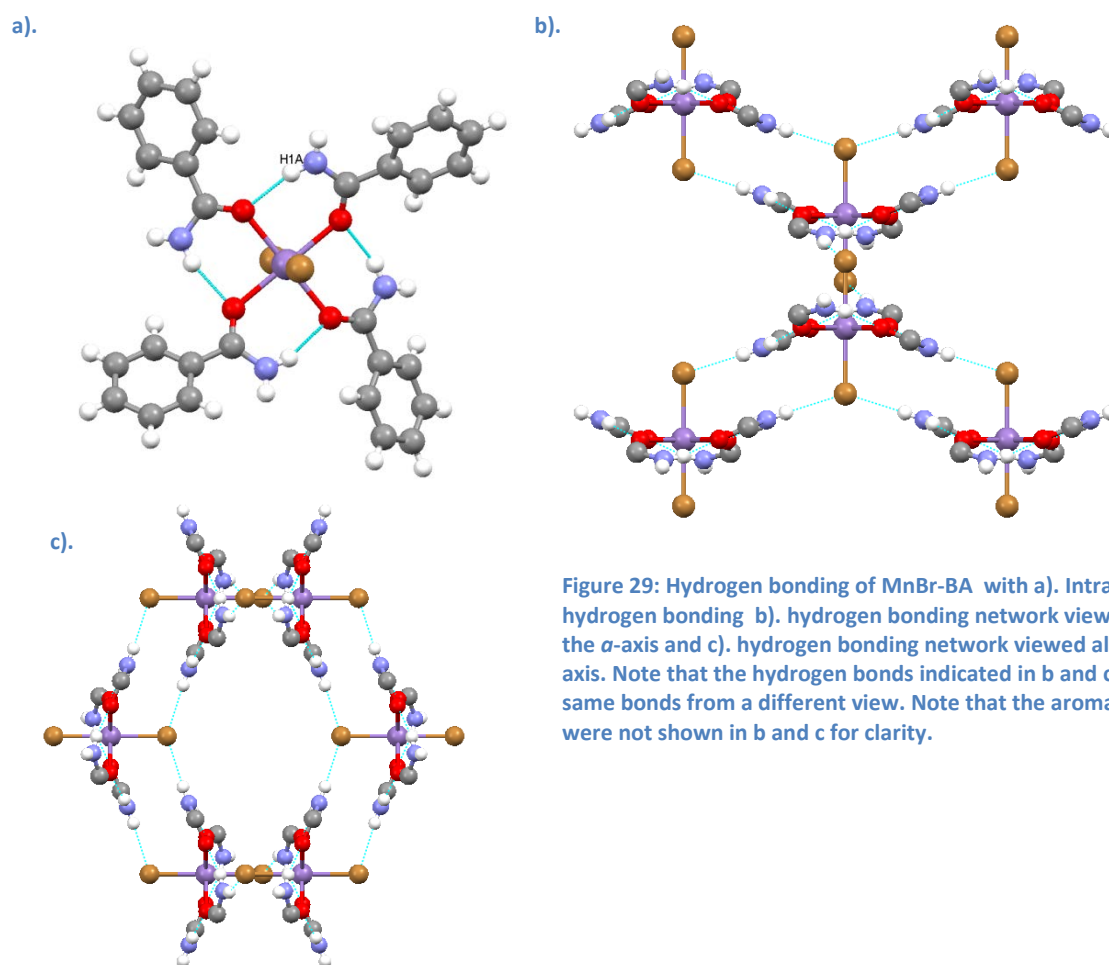 a).
b).
H1A
c).
Figure 29: Hydrogen bonding of MnBr-BA with a). Intra
hydrogen bonding b). hydrogen bonding network view
the a-axis and c). hydrogen bonding network viewed al
axis. Note that the hydrogen bonds indicated in b and c
same bonds from a different view. Note that the aroma
were not shown in b and c for clarity.